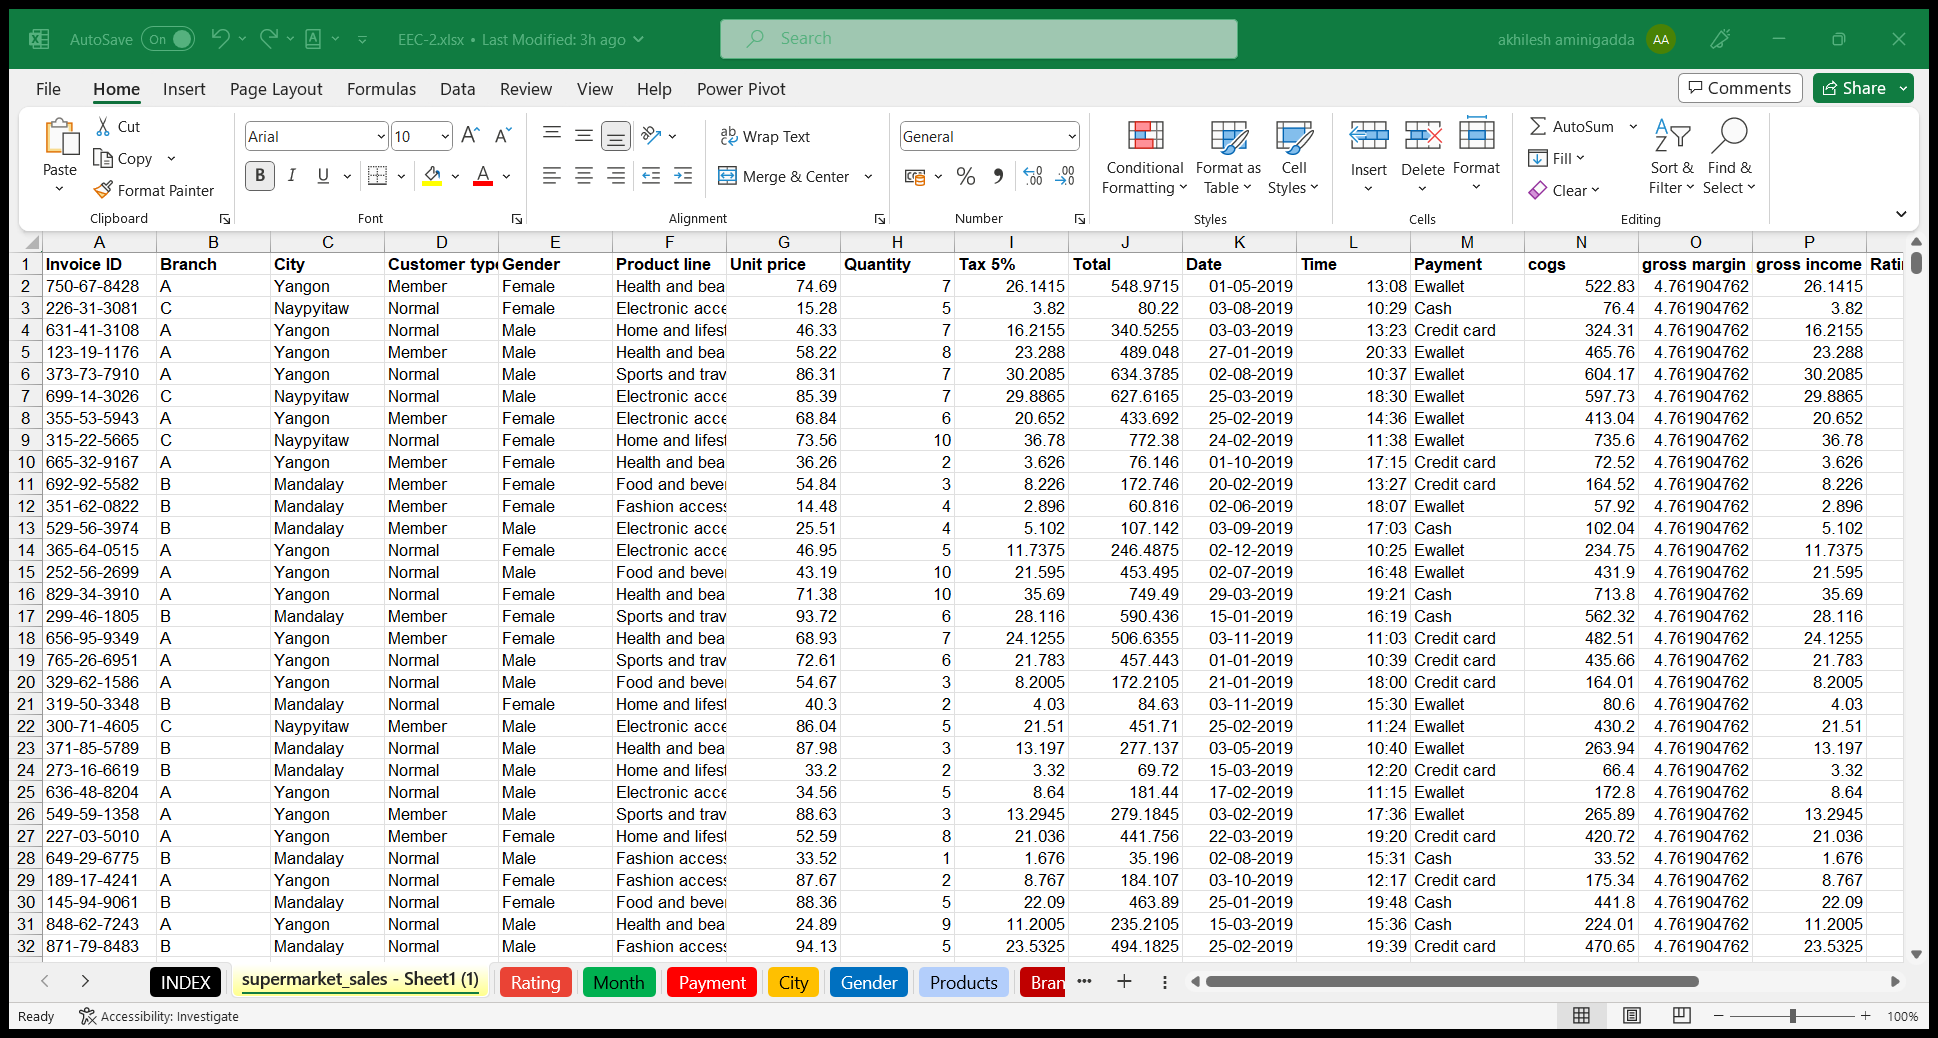 AutoSave On EEC-2.xlsx • Last Modified: 3h ago Search akhilesh aminigadda AA
File Home Insert Page Layout Formulas Data Review View Help Power Pivot Comments Share
Cut
Copy
Format Painter
Paste
Clipboard
Arial 10
B I U A
Font
Wrap Text
Merge & Center
Alignment
General
Number
Conditional Formatting Format as Table Cell Styles
Styles
Insert Delete Format
Cells
AutoSum
Fill
Clear
Sort & Filter Find & Select
Editing
A B C D E F G H I J K L M N O P
1 Invoice ID Branch City Customer type Gender Product line Unit price Quantity Tax 5% Total Date Time Payment cogs gross margin gross income Rati
2 750-67-8428 A Yangon Member Female Health and bea 74.69 7 26.1415 548.9715 01-05-2019 13:08 Ewallet 522.83 4.761904762 26.1415
3 226-31-3081 C Naypyitaw Normal Female Electronic acce 15.28 5 3.82 80.22 03-08-2019 10:29 Cash 76.4 4.761904762 3.82
4 631-41-3108 A Yangon Normal Male Home and lifest 46.33 7 16.2155 340.5255 03-03-2019 13:23 Credit card 324.31 4.761904762 16.2155
5 123-19-1176 A Yangon Member Male Health and bea 58.22 8 23.288 489.048 27-01-2019 20:33 Ewallet 465.76 4.761904762 23.288
6 373-73-7910 A Yangon Normal Male Sports and trav 86.31 7 30.2085 634.3785 02-08-2019 10:37 Ewallet 604.17 4.761904762 30.2085
7 699-14-3026 C Naypyitaw Normal Male Electronic acce 85.39 7 29.8865 627.6165 25-03-2019 18:30 Ewallet 597.73 4.761904762 29.8865
8 355-53-5943 A Yangon Member Female Electronic acce 68.84 6 20.652 433.692 25-02-2019 14:36 Ewallet 413.04 4.761904762 20.652
9 315-22-5665 C Naypyitaw Normal Female Home and lifest 73.56 10 36.78 772.38 24-02-2019 11:38 Ewallet 735.6 4.761904762 36.78
10 665-32-9167 A Yangon Member Female Health and bea 36.26 2 3.626 76.146 01-10-2019 17:15 Credit card 72.52 4.761904762 3.626
11 692-92-5582 B Mandalay Member Female Food and bever 54.84 3 8.226 172.746 20-02-2019 13:27 Credit card 164.52 4.761904762 8.226
12 351-62-0822 B Mandalay Member Female Fashion access 14.48 4 2.896 60.816 02-06-2019 18:07 Ewallet 57.92 4.761904762 2.896
13 529-56-3974 B Mandalay Member Male Electronic acce 25.51 4 5.102 107.142 03-09-2019 17:03 Cash 102.04 4.761904762 5.102
14 365-64-0515 A Yangon Normal Female Electronic acce 46.95 5 11.7375 246.4875 02-12-2019 10:25 Ewallet 234.75 4.761904762 11.7375
15 252-56-2699 A Yangon Normal Male Food and bever 43.19 10 21.595 453.495 02-07-2019 16:48 Ewallet 431.9 4.761904762 21.595
16 829-34-3910 A Yangon Normal Female Health and bea 71.38 10 35.69 749.49 29-03-2019 19:21 Cash 713.8 4.761904762 35.69
17 299-46-1805 B Mandalay Member Female Sports and trav 93.72 6 28.116 590.436 15-01-2019 16:19 Cash 562.32 4.761904762 28.116
18 656-95-9349 A Yangon Member Female Health and bea 68.93 7 24.1255 506.6355 03-11-2019 11:03 Credit card 482.51 4.761904762 24.1255
19 765-26-6951 A Yangon Normal Male Sports and trav 72.61 6 21.783 457.443 01-01-2019 10:39 Credit card 435.66 4.761904762 21.783
20 329-62-1586 A Yangon Normal Male Food and bever 54.67 3 8.2005 172.2105 21-01-2019 18:00 Credit card 164.01 4.761904762 8.2005
21 319-50-3348 B Mandalay Normal Female Home and lifest 40.3 2 4.03 84.63 03-11-2019 15:30 Ewallet 80.6 4.761904762 4.03
22 300-71-4605 C Naypyitaw Member Male Electronic acce 86.04 5 21.51 451.71 25-02-2019 11:24 Ewallet 430.2 4.761904762 21.51
23 371-85-5789 B Mandalay Normal Male Health and bea 87.98 3 13.197 277.137 03-05-2019 10:40 Ewallet 263.94 4.761904762 13.197
24 273-16-6619 B Mandalay Normal Male Home and lifest 33.2 2 3.32 69.72 15-03-2019 12:20 Credit card 66.4 4.761904762 3.32
25 636-48-8204 A Yangon Normal Male Electronic acce 34.56 5 8.64 181.44 17-02-2019 11:15 Ewallet 172.8 4.761904762 8.64
26 549-59-1358 A Yangon Member Male Sports and trav 88.63 3 13.2945 279.1845 03-02-2019 17:36 Ewallet 265.89 4.761904762 13.2945
27 227-03-5010 A Yangon Member Female Home and lifest 52.59 8 21.036 441.756 22-03-2019 19:20 Credit card 420.72 4.761904762 21.036
28 649-29-6775 B Mandalay Normal Male Fashion access 33.52 1 1.676 35.196 02-08-2019 15:31 Cash 33.52 4.761904762 1.676
29 189-17-4241 A Yangon Normal Female Fashion access 87.67 2 8.767 184.107 03-10-2019 12:17 Credit card 175.34 4.761904762 8.767
30 145-94-9061 B Mandalay Normal Female Food and bever 88.36 5 22.09 463.89 25-01-2019 19:48 Cash 441.8 4.761904762 22.09
31 848-62-7243 A Yangon Normal Male Health and bea 24.89 9 11.2005 235.2105 15-03-2019 15:36 Cash 224.01 4.761904762 11.2005
32 871-79-8483 B Mandalay Normal Male Fashion access 94.13 5 23.5325 494.1825 25-02-2019 19:39 Credit card 470.65 4.761904762 23.5325
INDEX supermarket_sales - Sheet1 (1) Rating Month Payment City Gender Products Bran
Ready Accessibility: Investigate 100%